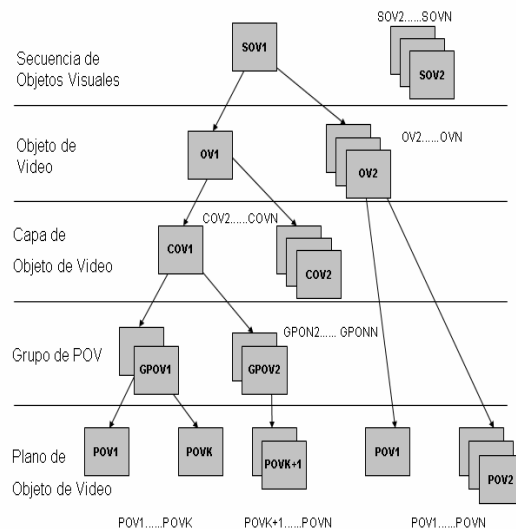 SOV1
SOV2......SOVN
SOV2
Secuencia de
Objetos Visuales
Objeto de
Video
OV1
OV2......OVN
OV2
COV2......COVN
Capa de
Objeto de Video
COV1
COV2
GPON2...... GPONN
Grupo de POV
GPOV1
GPOV2
Plano de
Objeto de Video
POV1
POVK
POVK+1
POV1
POV2
POV1......POVK
POVK+1......POVN
POV1......POVN